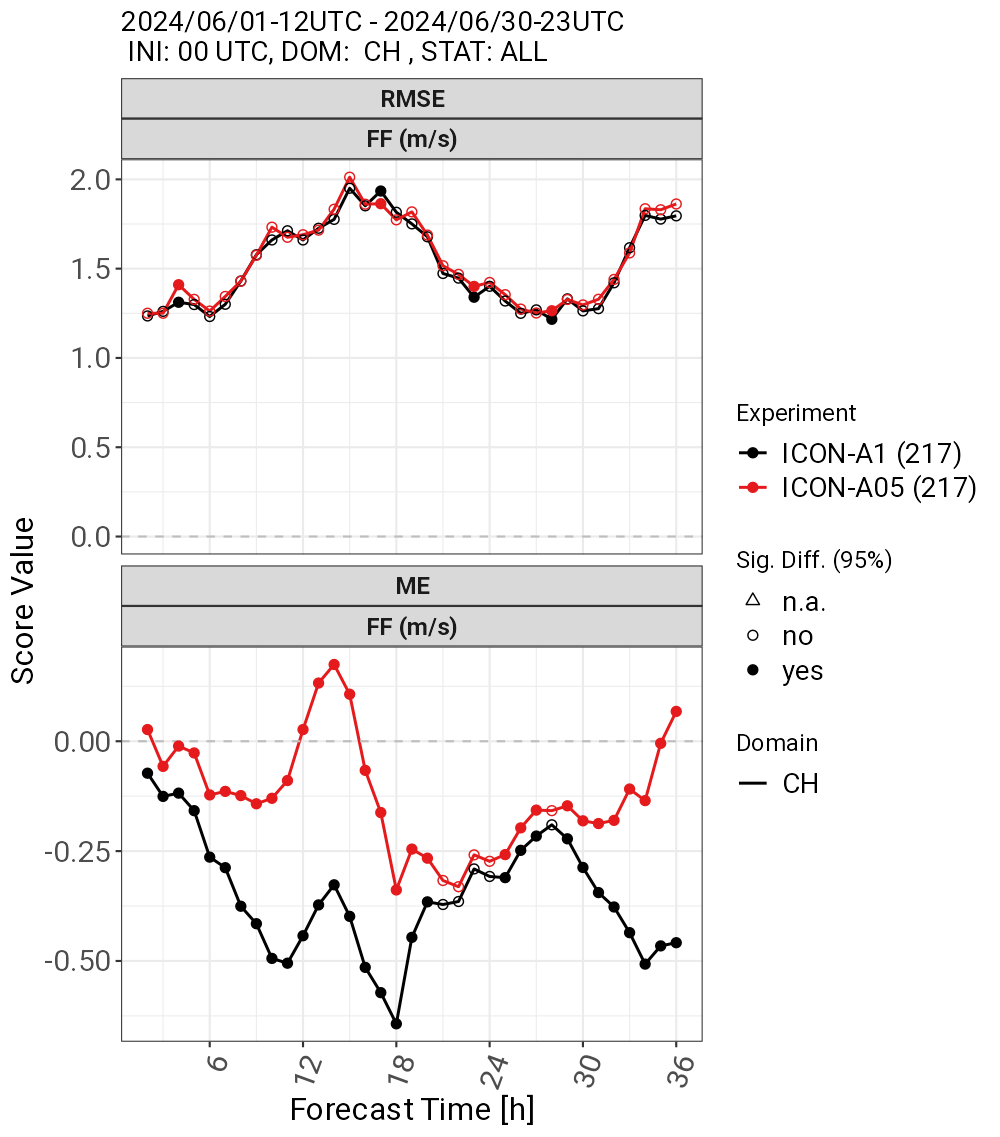 2024/06/01-12UTC - 2024/06/30-23UTC
INI: 00 UTC, DOM:  CH , STAT: ALL
RMSE
FF (m/s)
2.0
1.5
1.0
0.5
0.0
ME
FF (m/s)
0.00
-0.25
-0.50
6
12
18
24
30
36
Forecast Time [h]
Score Value
Experiment
ICON-A1 (217)
ICON-A05 (217)
Sig. Diff. (95%)
n.a.
no
yes
Domain
CH